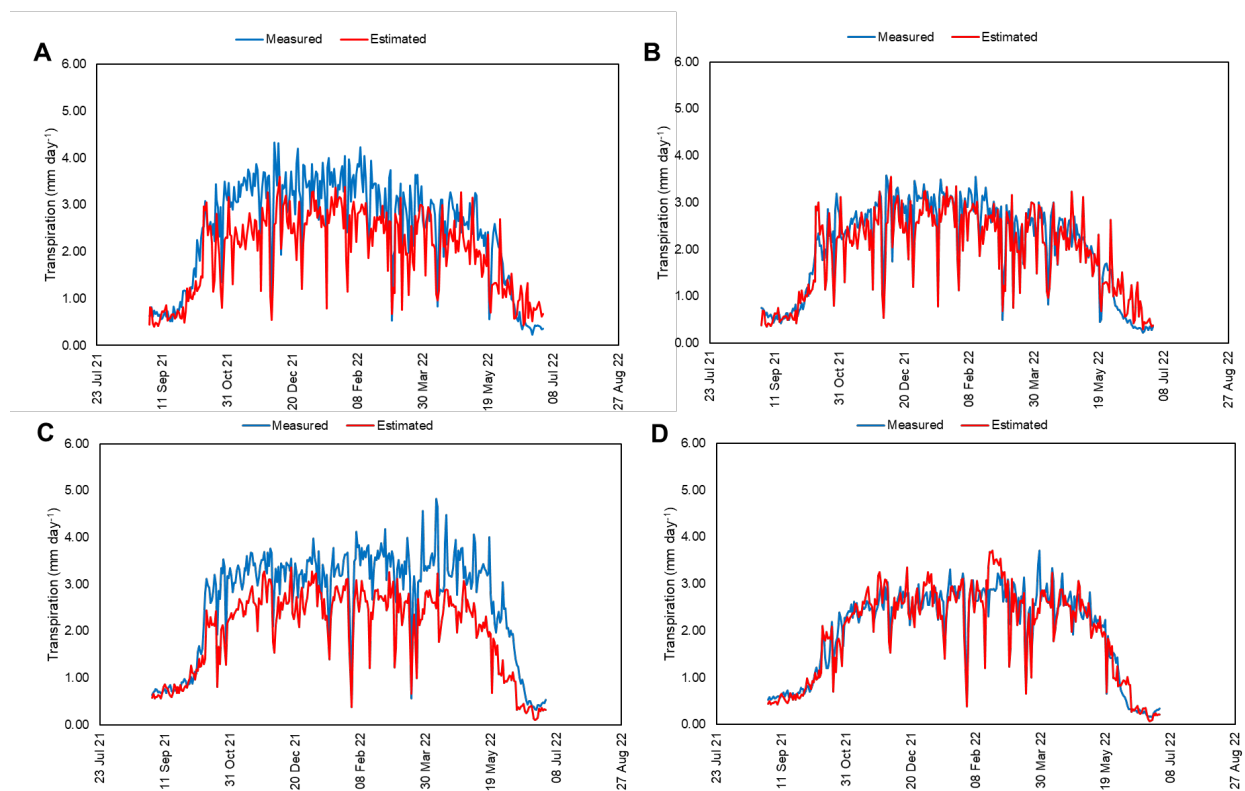 A
Measured Estimated
Transpiration (mm day-1)
6.00
5.00
4.00
3.00
2.00
1.00
0.00
23 Jul 21
11 Sep 21
31 Oct 21
20 Dec 21
08 Feb 22
30 Mar 22
19 May 22
08 Jul 22
27 Aug 22
B
Measured Estimated
Transpiration (mm day-1)
6.00
5.00
4.00
3.00
2.00
1.00
0.00
23 Jul 21
11 Sep 21
31 Oct 21
20 Dec 21
08 Feb 22
30 Mar 22
19 May 22
08 Jul 22
27 Aug 22
C
Measured Estimated
Transpiration (mm day-1)
6.00
5.00
4.00
3.00
2.00
1.00
0.00
23 Jul 21
11 Sep 21
31 Oct 21
20 Dec 21
08 Feb 22
30 Mar 22
19 May 22
08 Jul 22
27 Aug 22
D
Measured Estimated
Transpiration (mm day-1)
6.00
5.00
4.00
3.00
2.00
1.00
0.00
23 Jul 21
11 Sep 21
31 Oct 21
20 Dec 21
08 Feb 22
30 Mar 22
19 May 22
08 Jul 22
27 Aug 22